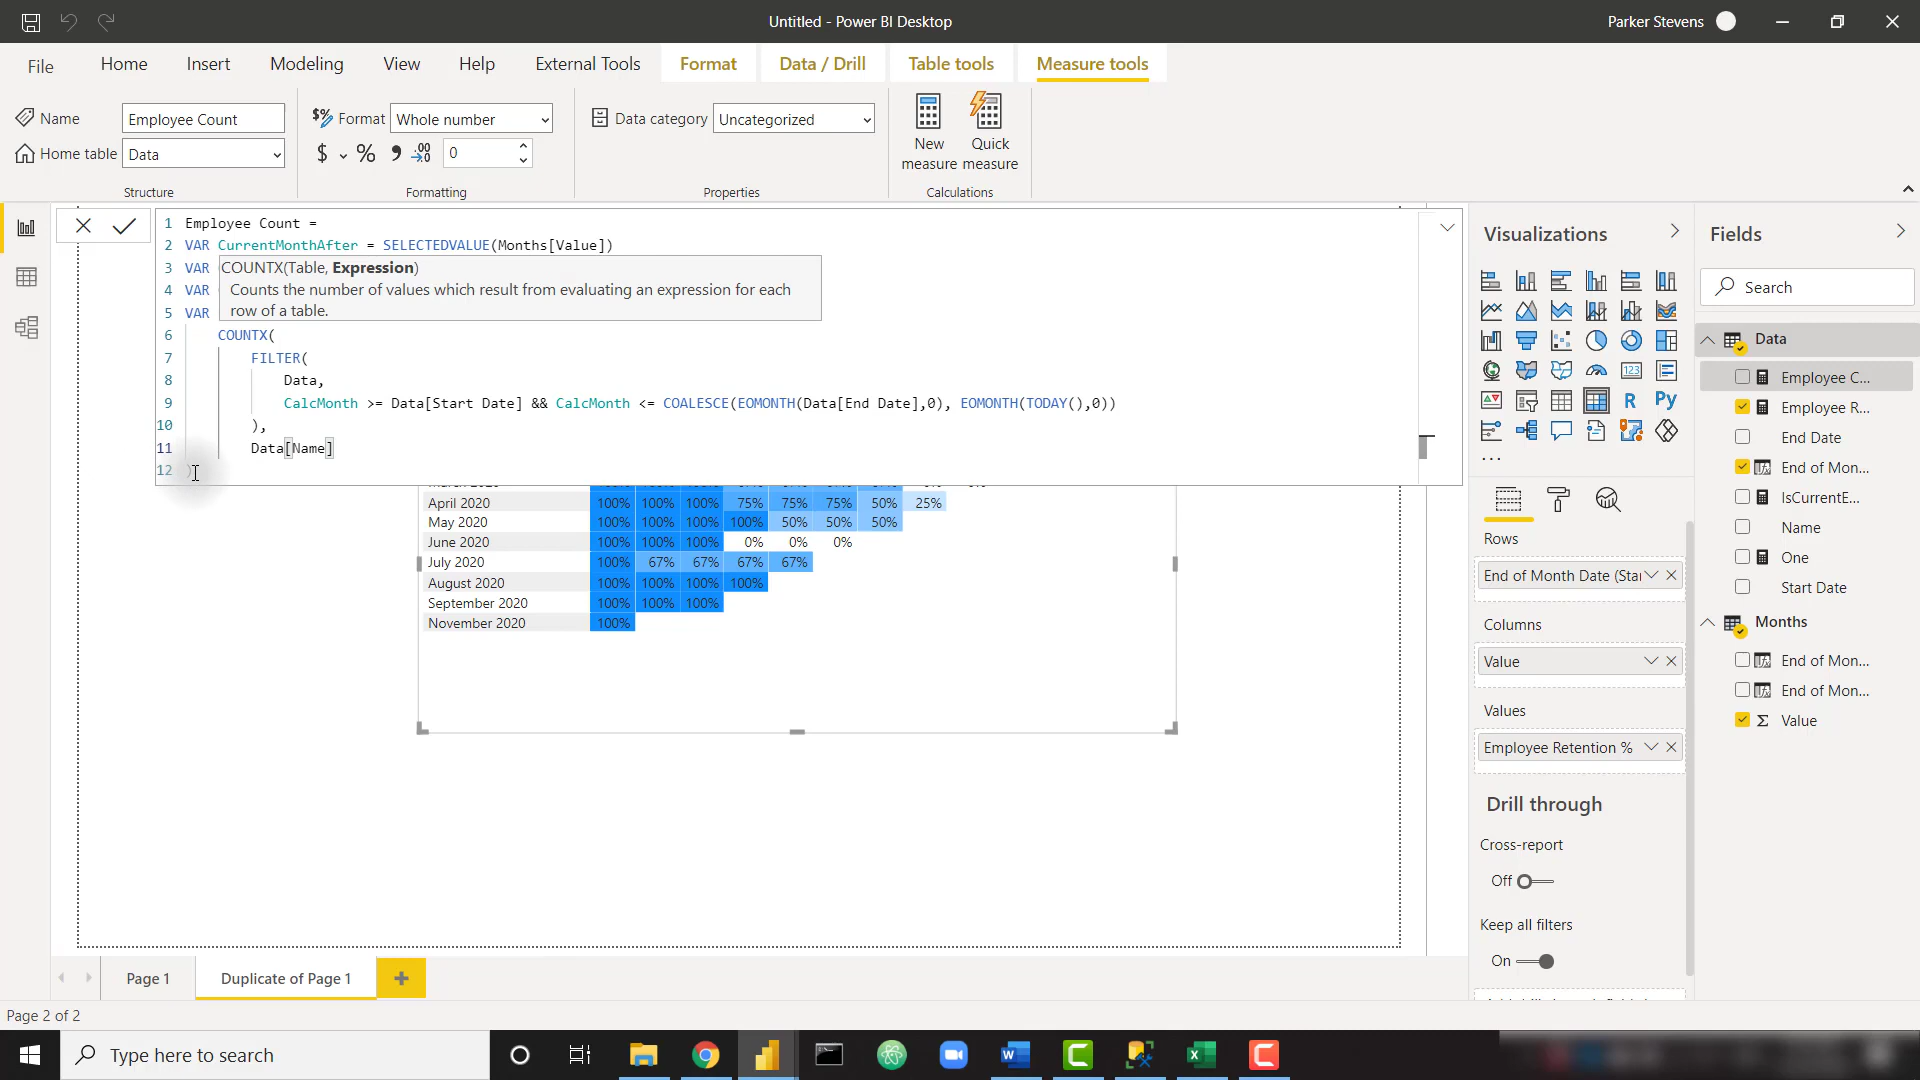 Untitled - Power BI Desktop
Parker Stevens
File
Home
Insert
Modeling
View
Help
External Tools
Format
Data / Drill
Table tools
Measure tools
Name
Employee Count
Home table
Data
Structure
Format
Whole number
$ % 9 .00 0
Formatting
Data category
Uncategorized
Properties
New measure
Quick measure
Calculations
1 Employee Count =
2 VAR CurrentMonthAfter = SELECTEDVALUE(Months[Value])
3 VAR
COUNTX(Table, Expression)
4 VAR
Counts the number of values which result from evaluating an expression for each
row of a table.
5 VAR
6 COUNTX(
7 FILTER(
8 Data,
9 CalcMonth >= Data[Start Date] && CalcMonth <= COALESCE(EOMONTH(Data[End Date],0), EOMONTH(TODAY(),0))
10 ),
11 Data[Name]
12 )
April 2020 100% 100% 100% 75% 75% 75% 50% 25%
May 2020 100% 100% 100% 100% 50% 50% 50%
June 2020 100% 100% 100% 0% 0% 0%
July 2020 100% 67% 67% 67% 67%
August 2020 100% 100% 100% 100%
September 2020 100% 100% 100%
November 2020 100%
Visualizations
123
R
Py
...
Rows
End of Month Date (Star
Columns
Value
Values
Employee Retention %
Drill through
Cross-report
Off
Keep all filters
On
Fields
Search
Data
Employee C...
Employee R...
End Date
End of Mon...
IsCurrentE...
Name
One
Start Date
Months
End of Mon...
End of Mon...
Value
Page 1
Duplicate of Page 1
+
Page 2 of 2
Type here to search